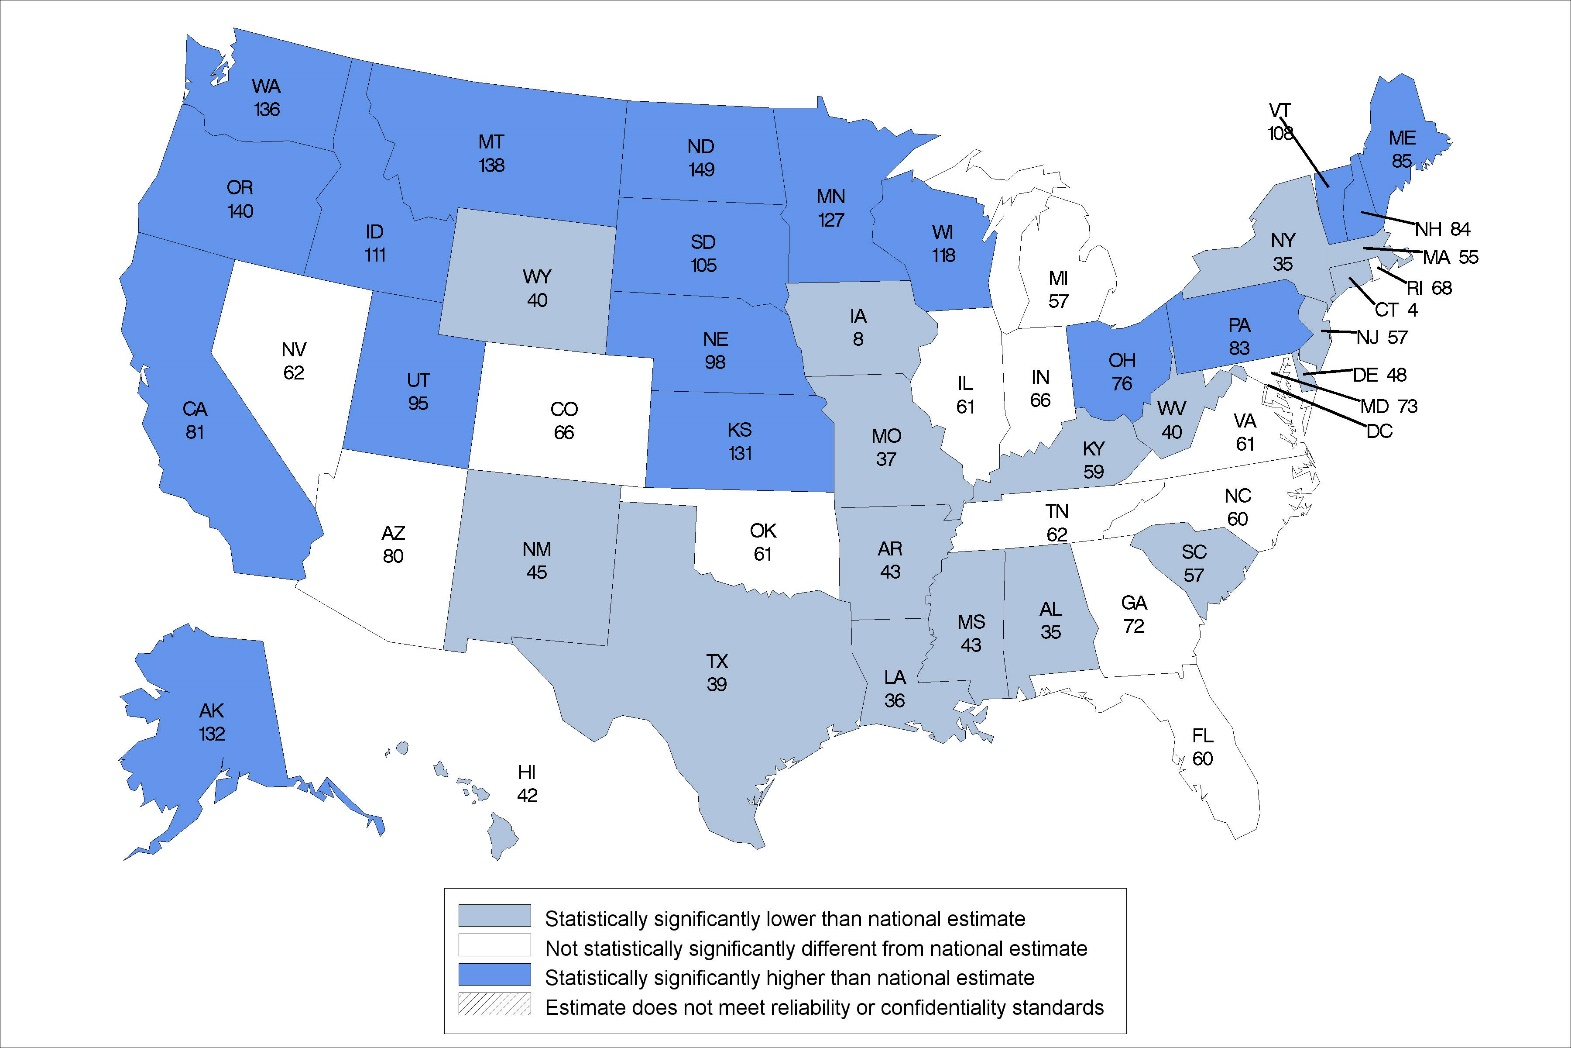 WA
136
MT
138
ND
149
MN
127
VT
108
ME
85
OR
140
ID
111
SD
105
WI
118
NH 84
NY
35
MA 55
WY
40
MI
57
RI 68
CT 4
IA
8
NE
98
PA
83
NJ 57
NV
62
UT
95
OH
76
DE 48
CO
66
IL
61
IN
66
WV
40
MD 73
CA
81
KS
131
MO
37
VA
61
DC
KY
59
NC
60
TN
62
AZ
80
NM
45
OK
61
AR
43
SC
57
GA
72
MS
43
AL
35
TX
39
LA
36
AK
132
FL
60
HI
42
Statistically significantly lower than national estimate
Not statistically significantly different from national estimate
Statistically significantly higher than national estimate
Estimate does not meet reliability or confidentiality standards